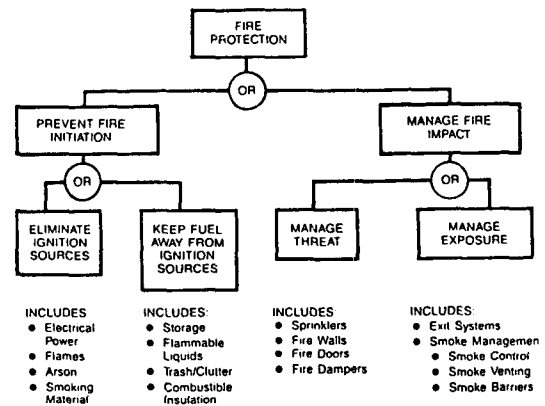 FIRE
PROTECTION
OR
PREVENT FIRE
INITIATION
MANAGE FIRE
IMPACT
OR
OR
ELIMINATE
IGNITION
SOURCES
KEEP FUEL
AWAY FROM
IGNITION
SOURCES
MANAGE
THREAT
MANAGE
EXPOSURE
INCLUDES
● Electrical
Power
● Flames
● Arson
● Smoking
Material
INCLUDES:
● Storage
● Flammable
Liquids
● Trash/Clutter
● Combustible
Insulation
INCLUDES
● Sprinklers
● Fire Walls
● Fire Doors
● Fire Dampers
INCLUDES:
● Exit Systems
● Smoke Managemen
● Smoke Control
● Smoke Venting
● Smoke Barriers